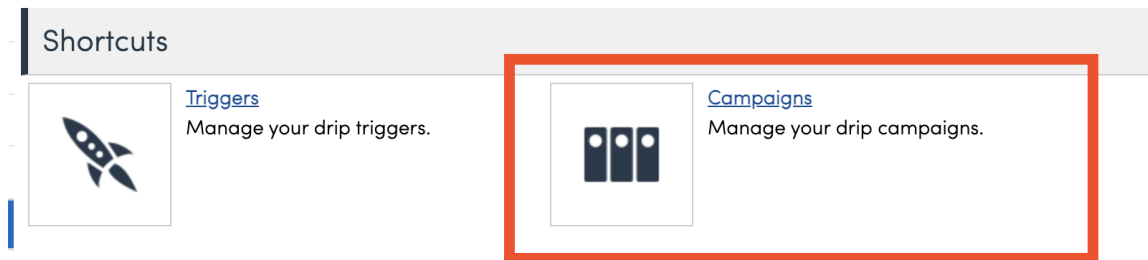 Shortcuts
Triggers
Manage your drip triggers.
Campaigns
Manage your drip campaigns.